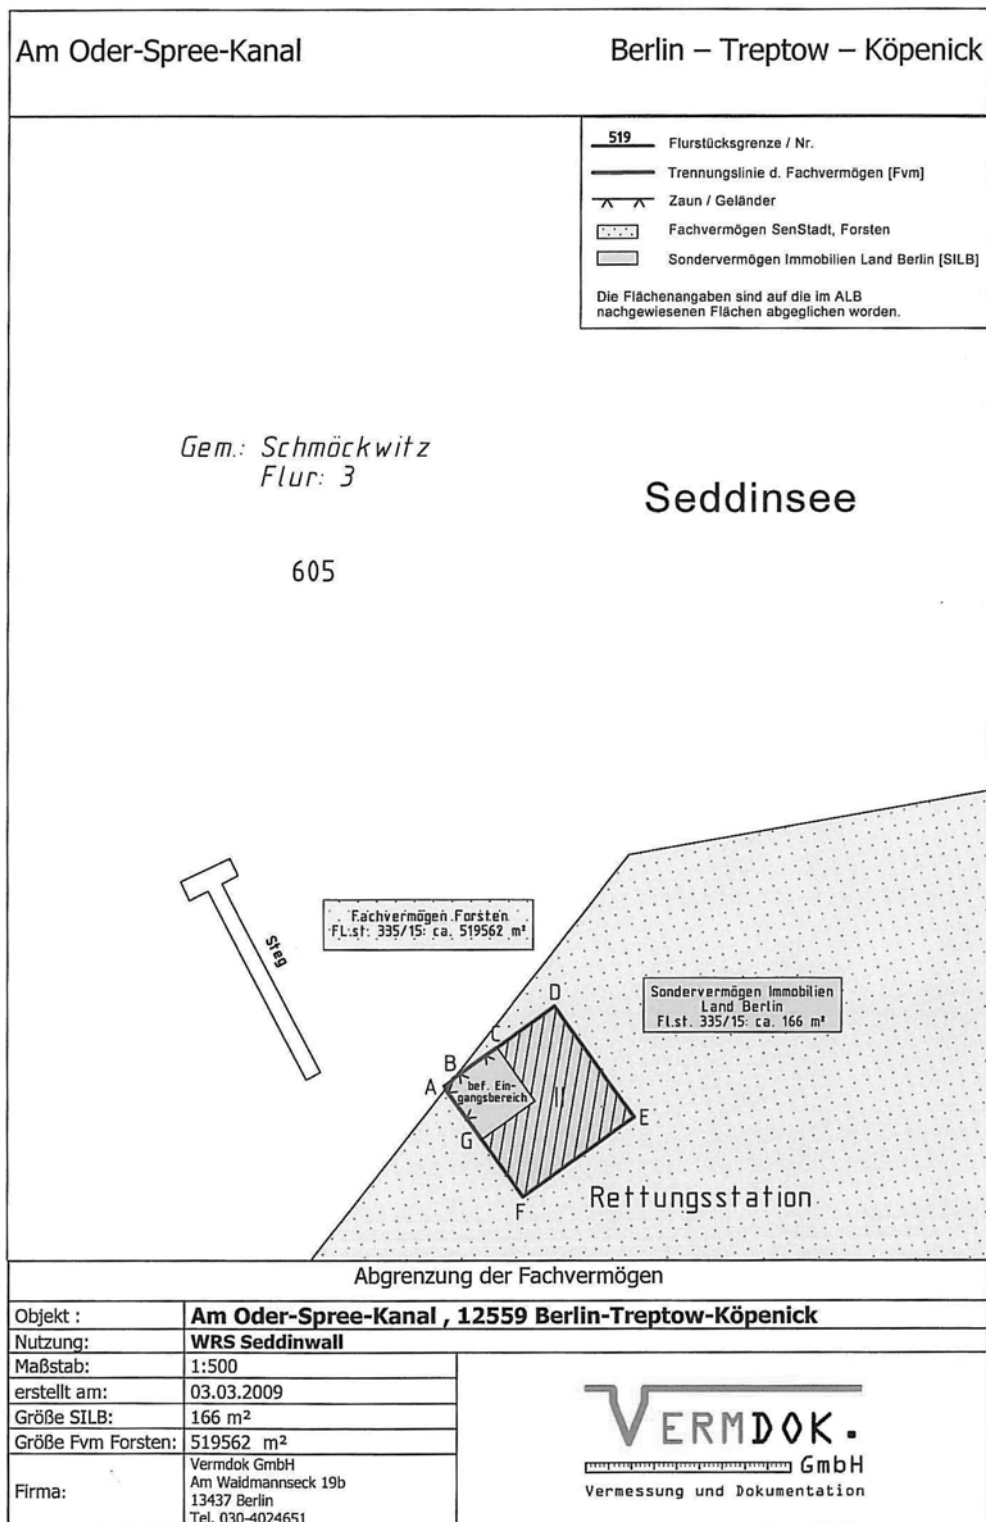 Am Oder-Spree-Kanal
Berlin – Treptow – Köpenick
519 Flurstücksgrenze / Nr.
Trennungslinie d. Fachvermögen [Fvm]
Zaun / Geländer
Fachvermögen SenStadt, Forsten
Sondervermögen Immobilien Land Berlin [SILB]
Die Flächenangaben sind auf die im ALB
nachgewiesenen Flächen abgeglichen worden.
Gem.: Schmöckwitz
Flur: 3
Seddinsee
605
Steg
Fachvermögen Forsten
Fl.st: 335/15: ca. 519562 m²
Sondervermögen Immobilien
Land Berlin
Fl.st. 335/15: ca. 166 m²
D
C
B
A
bef. Ein-
gangsbereich
II
E
G
F
Rettungsstation
Abgrenzung der Fachvermögen
Objekt : Am Oder-Spree-Kanal , 12559 Berlin-Treptow-Köpenick
Nutzung: WRS Seddinwall
Maßstab: 1:500
erstellt am: 03.03.2009
Größe SILB: 166 m²
Größe Fvm Forsten: 519562 m²
Firma: Vermdok GmbH
Am Waidmannseck 19b
13437 Berlin
Tel. 030-4024651
VERMDOK.
GmbH
Vermessung und Dokumentation